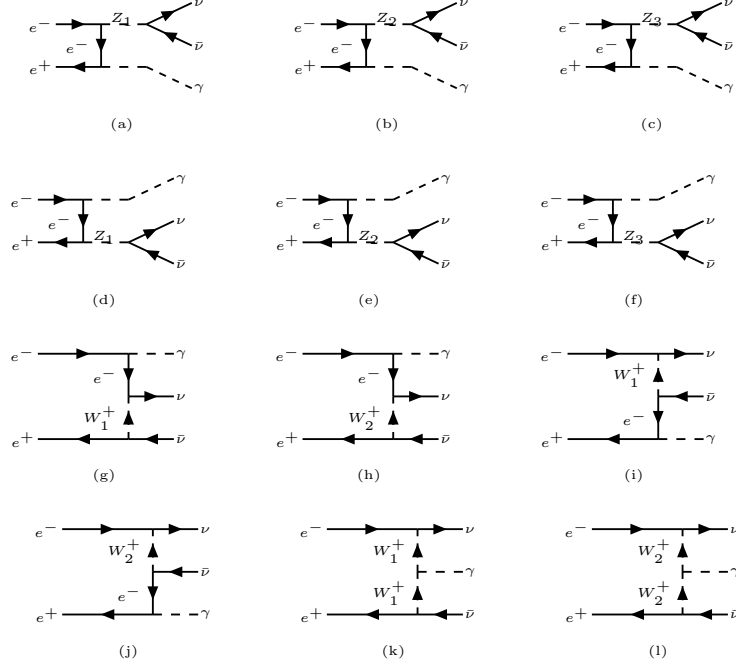 e− Z1 ν
e− ν̄
e+ γ
(a)
e− Z2 ν
e− ν̄
e+ γ
(b)
e− Z3 ν
e− ν̄
e+ γ
(c)
γ
e−
e− ν
e+ Z1
ν̄
(d)
γ
e−
e− ν
e+ Z2
ν̄
(e)
γ
e−
e− ν
e+ Z3
ν̄
(f)
e− γ
e−
ν
W1+
e+ ν̄
(g)
e− γ
e−
ν
W2+
e+ ν̄
(h)
e− ν
W1+
ν̄
e−
e+ γ
(i)
e− ν
W2+
ν̄
e−
e+ γ
(j)
e− ν
W1+
γ
W1+
e+ ν̄
(k)
e− ν
W2+
γ
W2+
e+ ν̄
(l)